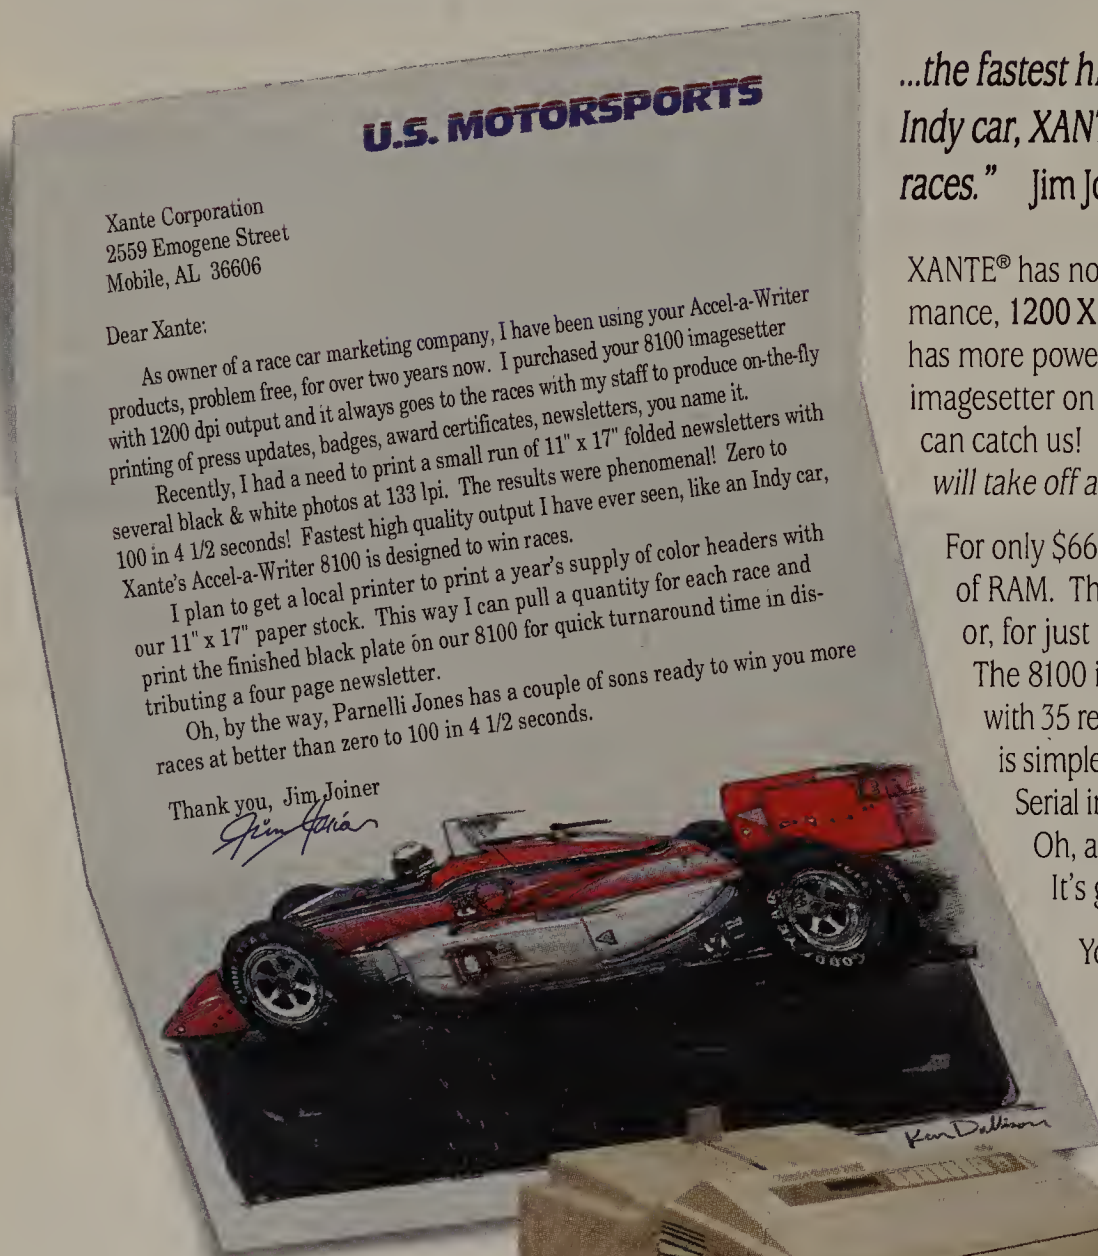 U.S. MOTORSPORTS
Xante Corporation
2559 Emogene Street
Mobile, AL 36606
Dear Xante:
As owner of a race car marketing company, I have been using your Accel-a-Writer
products, problem free, for over two years now. I purchased your 8100 imagesetter
with 1200 dpi output and it always goes to the races with my staff to produce on-the-fly
printing of press updates, badges, award certificates, newsletters, you name it.
Recently, I had a need to print a small run of 11" x 17" folded newsletters with
several black & white photos at 133 lpi. The results were phenomenal! Zero to
100 in 4 1/2 seconds! Fastest high quality output I have ever seen, like an Indy car,
Xante's Accel-a-Writer 8100 is designed to win races.
I plan to get a local printer to print a year's supply of color headers with
our 11" x 17" paper stock. This way I can pull a quantity for each race and
print the finished black plate on our 8100 for quick turnaround time in dis-
tributing a four page newsletter.
Oh, by the way, Parnelli Jones has a couple of sons ready to win you more
races at better than zero to 100 in 4 1/2 seconds.
Thank you, Jim Joiner
Jim Joiner
GOODYEAR
Ken Dallison
...the fastest h
Indy car, XAN
races." Jim Jo
XANTE® has no
mance, 1200 X
has more powe
imagesetter on
can catch us!
will take off a
For only $66
of RAM. Th
or, for just
The 8100 i
with 35 re
is simple
Serial in
Oh, a
It's g
Yo